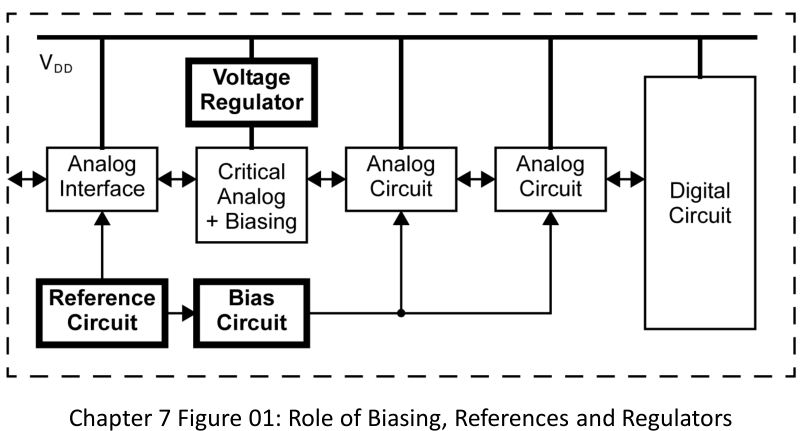 V_DD
Voltage
Regulator
Analog
Interface
Critical
Analog
+ Biasing
Analog
Circuit
Analog
Circuit
Digital
Circuit
Reference
Circuit
Bias
Circuit
Chapter 7 Figure 01: Role of Biasing, References and Regulators